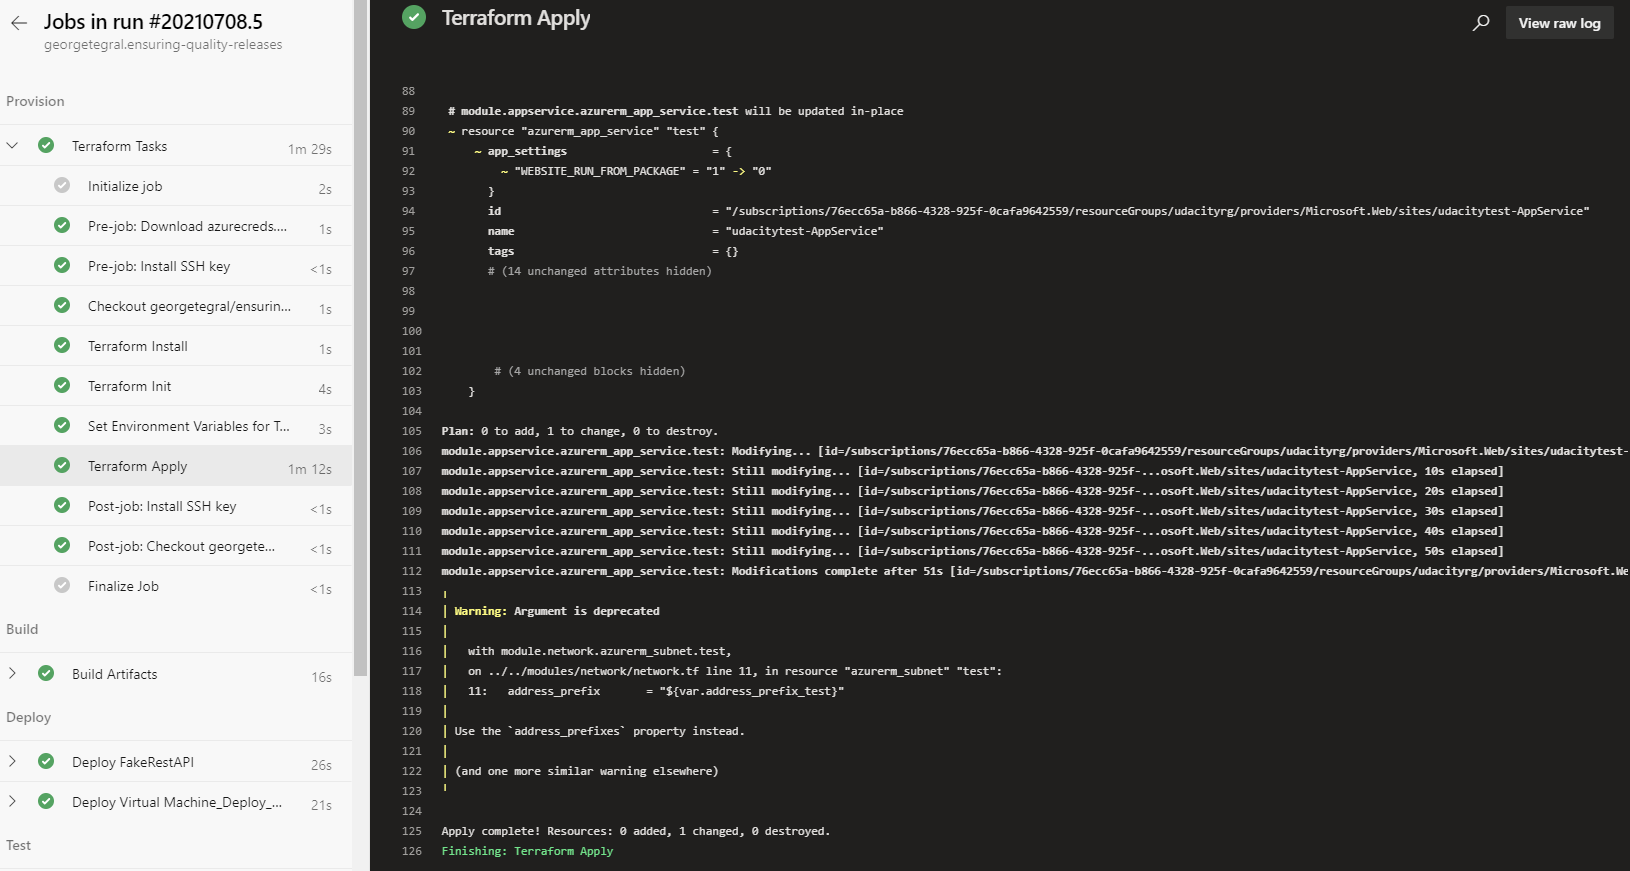 Jobs in run #20210708.5
georgetegral.ensuring-quality-releases
Provision
Terraform Tasks 1m 29s
Initialize job 2s
Pre-job: Download azurecreds.... 1s
Pre-job: Install SSH key <1s
Checkout georgetegral/ensurin... 1s
Terraform Install 1s
Terraform Init 4s
Set Environment Variables for T... 3s
Terraform Apply 1m 12s
Post-job: Install SSH key <1s
Post-job: Checkout georgete... <1s
Finalize Job <1s
Build
Build Artifacts 16s
Deploy
Deploy FakeRestAPI 26s
Deploy Virtual Machine_Deploy_... 21s
Test
Terraform Apply
View raw log
88
89 # module.appservice.azurerm_app_service.test will be updated in-place
90 ~ resource "azurerm_app_service" "test" {
91 ~ app_settings = {
92 ~ "WEBSITE_RUN_FROM_PACKAGE" = "1" -> "0"
93 }
94 id = "/subscriptions/76ecc65a-b866-4328-925f-0cafa9642559/resourceGroups/udacityrg/providers/Microsoft.Web/sites/udacitytest-AppService"
95 name = "udacitytest-AppService"
96 tags = {}
97 # (14 unchanged attributes hidden)
98
99
100
101
102 # (4 unchanged blocks hidden)
103 }
104
105 Plan: 0 to add, 1 to change, 0 to destroy.
106 module.appservice.azurerm_app_service.test: Modifying... [id=/subscriptions/76ecc65a-b866-4328-925f-0cafa9642559/resourceGroups/udacityrg/providers/Microsoft.Web/sites/udacitytest-
107 module.appservice.azurerm_app_service.test: Still modifying... [id=/subscriptions/76ecc65a-b866-4328-925f-...osoft.Web/sites/udacitytest-AppService, 10s elapsed]
108 module.appservice.azurerm_app_service.test: Still modifying... [id=/subscriptions/76ecc65a-b866-4328-925f-...osoft.Web/sites/udacitytest-AppService, 20s elapsed]
109 module.appservice.azurerm_app_service.test: Still modifying... [id=/subscriptions/76ecc65a-b866-4328-925f-...osoft.Web/sites/udacitytest-AppService, 30s elapsed]
110 module.appservice.azurerm_app_service.test: Still modifying... [id=/subscriptions/76ecc65a-b866-4328-925f-...osoft.Web/sites/udacitytest-AppService, 40s elapsed]
111 module.appservice.azurerm_app_service.test: Still modifying... [id=/subscriptions/76ecc65a-b866-4328-925f-...osoft.Web/sites/udacitytest-AppService, 50s elapsed]
112 module.appservice.azurerm_app_service.test: Modifications complete after 51s [id=/subscriptions/76ecc65a-b866-4328-925f-0cafa9642559/resourceGroups/udacityrg/providers/Microsoft.We
113 ╷
114 │ Warning: Argument is deprecated
115 │
116 │ with module.network.azurerm_subnet.test,
117 │ on ../../modules/network/network.tf line 11, in resource "azurerm_subnet" "test":
118 │ 11: address_prefix = "${var.address_prefix_test}"
119 │
120 │ Use the `address_prefixes` property instead.
121 │
122 │ (and one more similar warning elsewhere)
123 ╵
124
125 Apply complete! Resources: 0 added, 1 changed, 0 destroyed.
126 Finishing: Terraform Apply